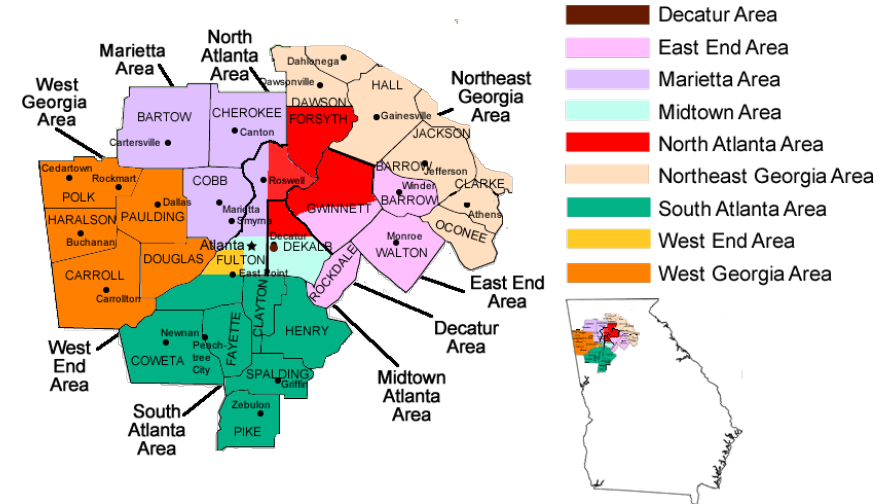 North
Atlanta
Area
Marietta
Area
West
Georgia
Area
Northeast
Georgia
Area
Dahlonega
Dawsonville
DAWSON
HALL
Gainesville
FORSYTH
JACKSON
Jefferson
BARTOW
Cartersville
CHEROKEE
Canton
BARROW
Winder
BARROW
CLARKE
Athens
OCONEE
Cedartown
Rockmart
POLK
COBB
Roswell
Marietta
Smyrna
GWINNETT
HARALSON
Buchanan
PAULDING
Dallas
Monroe
WALTON
Atlanta
FULTON
Decatur
DEKALB
DOUGLAS
East Point
ROCKDALE
CARROLL
Carrollton
CLAYTON
HENRY
FAYETTE
Newnan
Peach-
tree
City
COWETA
SPALDING
Griffin
Zebulon
PIKE
East End
Area
Decatur
Area
Midtown
Atlanta
Area
West
End
Area
South
Atlanta
Area
Decatur Area
East End Area
Marietta Area
Midtown Area
North Atlanta Area
Northeast Georgia Area
South Atlanta Area
West End Area
West Georgia Area